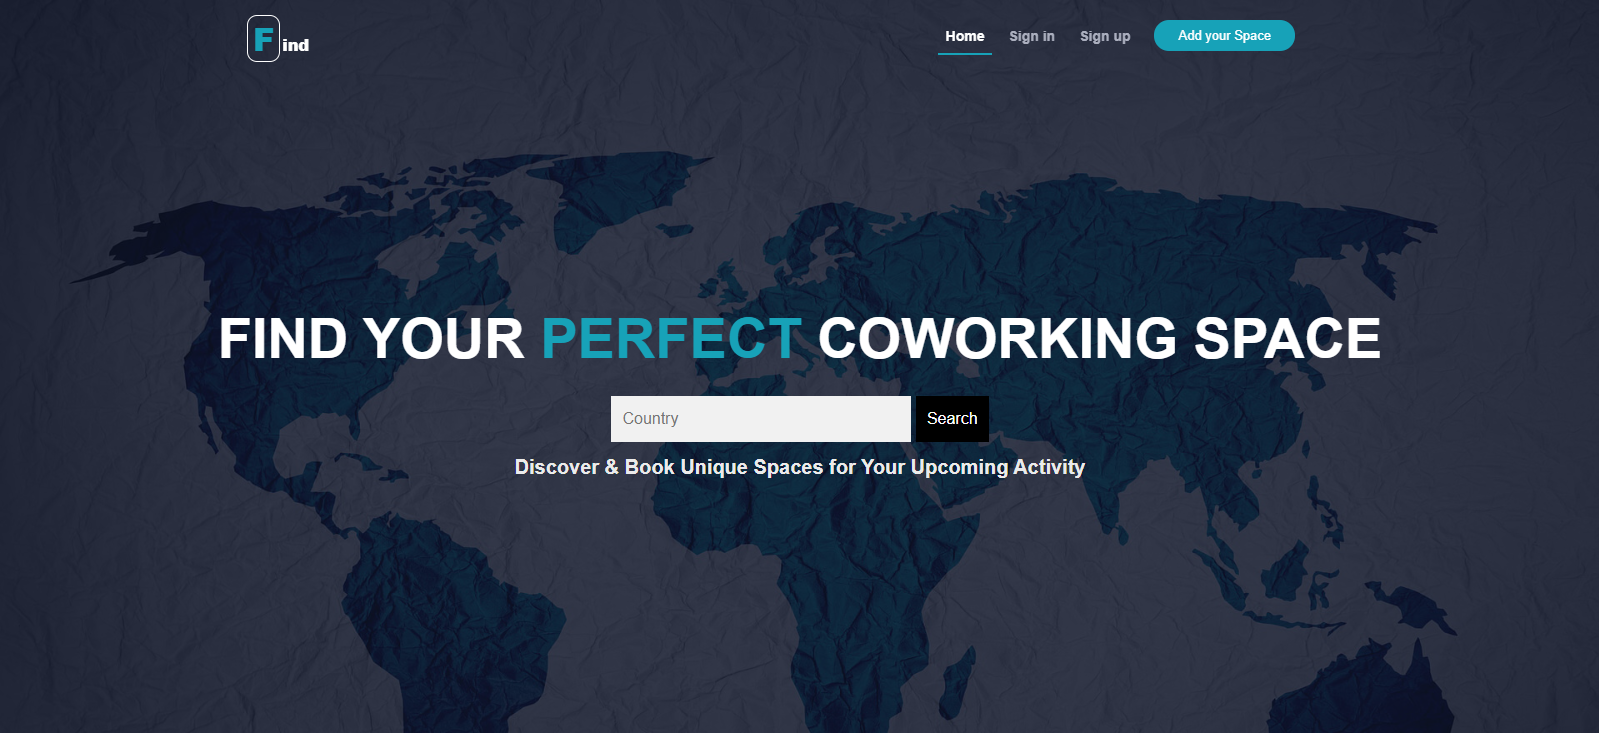 Find
Home Sign in Sign up Add your Space
FIND YOUR PERFECT COWORKING SPACE
Country Search
Discover & Book Unique Spaces for Your Upcoming Activity